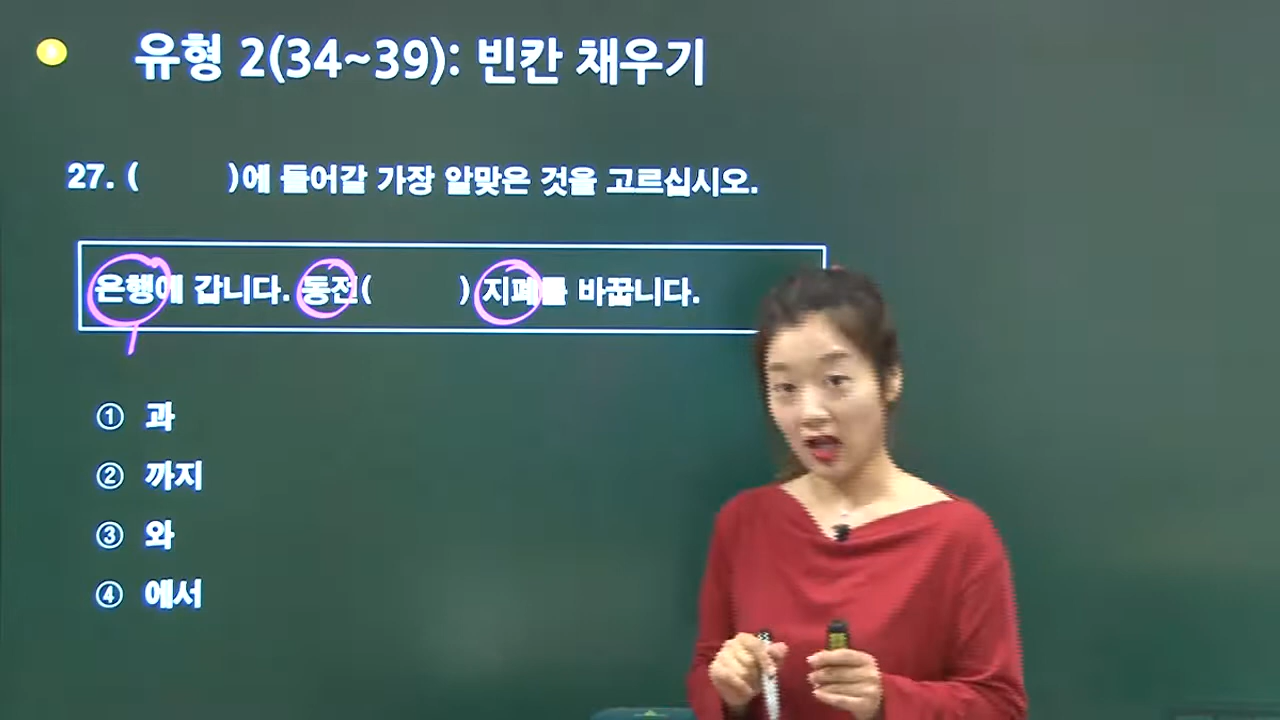 유형 2(34~39): 빈칸 채우기
27. (          )에 들어갈 가장 알맞은 것을 고르십시오.
은행에 갑니다. 동전(          ) 지폐를 바꿉니다.
① 과
② 까지
③ 와
④ 에서